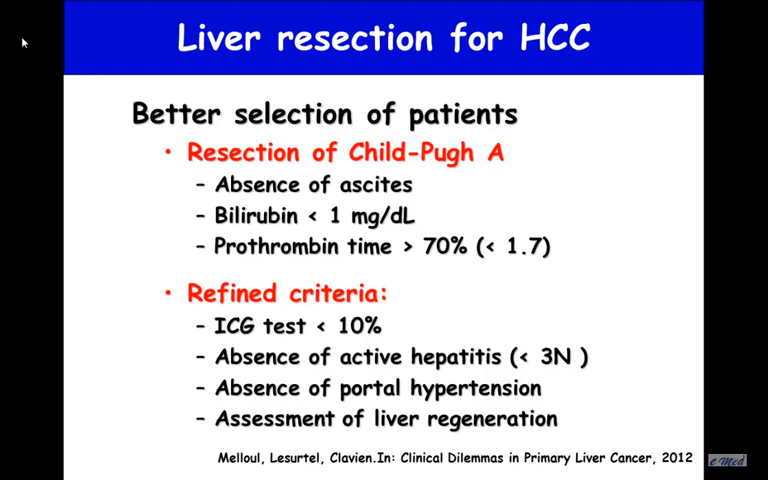 Liver resection for HCC
Better selection of patients
• Resection of Child-Pugh A
– Absence of ascites
– Bilirubin < 1 mg/dL
– Prothrombin time > 70% (< 1.7)
• Refined criteria:
– ICG test < 10%
– Absence of active hepatitis (< 3N )
– Absence of portal hypertension
– Assessment of liver regeneration
Melloul, Lesurtel, Clavien.In: Clinical Dilemmas in Primary Liver Cancer, 2012
e-Med